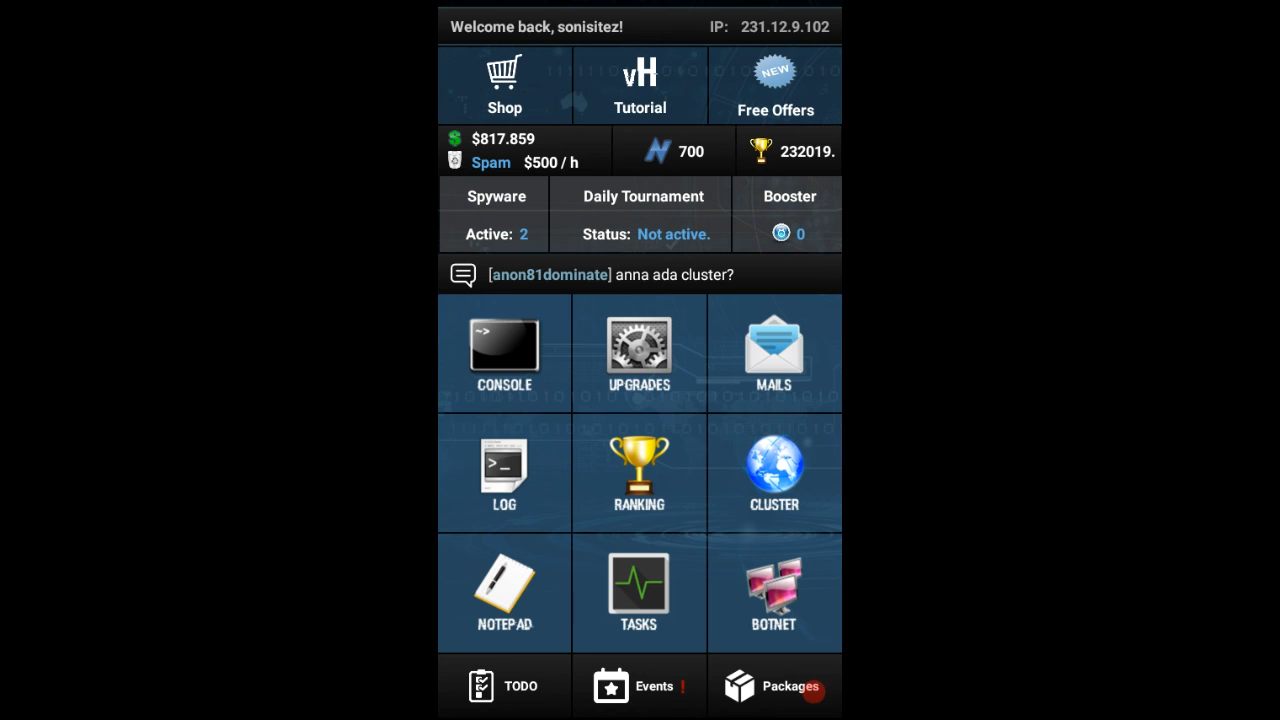 Welcome back, sonisitez! IP: 231.12.9.102
Shop
vH
Tutorial
NEW
Free Offers
$817.859
Spam $500 / h
700
232019.
Spyware
Active: 2
Daily Tournament
Status: Not active.
Booster
0
[anon81dominate] anna ada cluster?
~>
CONSOLE
UPGRADES
MAILS
>_
LOG
RANKING
CLUSTER
NOTEPAD
TASKS
BOTNET
TODO
Events !
Packages